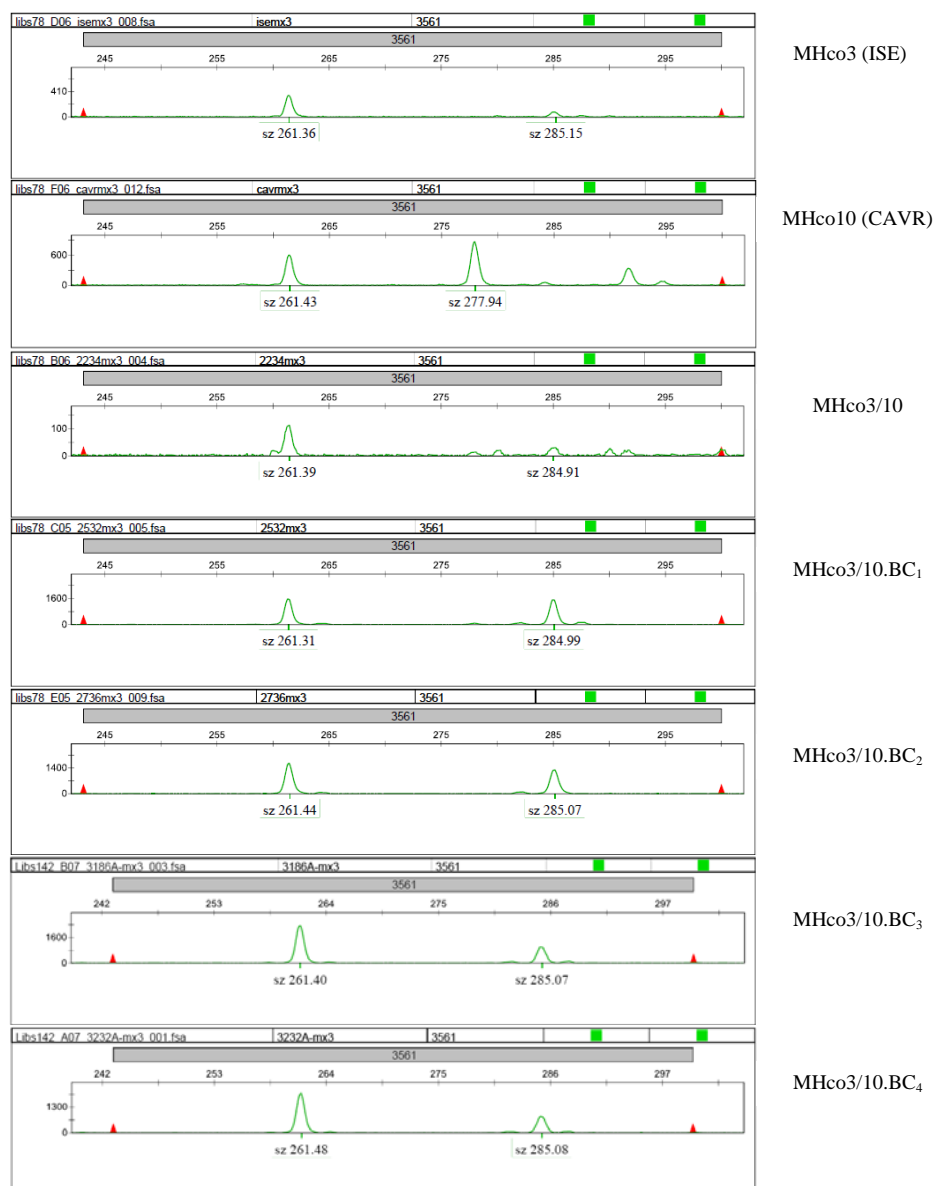 libs78_D06_isemx3_008.fsa isemx3 3561
3561
245 255 265 275 285 295
410
0
sz 261.36 sz 285.15
MHco3 (ISE)
libs78_F06_cavrmx3_012.fsa cavrmx3 3561
3561
245 255 265 275 285 295
600
0
sz 261.43 sz 277.94
MHco10 (CAVR)
libs78_B06_2234mx3_004.fsa 2234mx3 3561
3561
245 255 265 275 285 295
100
0
sz 261.39 sz 284.91
MHco3/10
libs78_C05_2532mx3_005.fsa 2532mx3 3561
3561
245 255 265 275 285 295
1600
0
sz 261.31 sz 284.99
MHco3/10.BC₁
libs78_E05_2736mx3_009.fsa 2736mx3 3561
3561
245 255 265 275 285 295
1400
0
sz 261.44 sz 285.07
MHco3/10.BC₂
Libs142_B07_3186A-mx3_003.fsa 3186A-mx3 3561
3561
242 253 264 275 286 297
1600
0
sz 261.40 sz 285.07
MHco3/10.BC₃
Libs142_A07_3232A-mx3_001.fsa 3232A-mx3 3561
3561
242 253 264 275 286 297
1300
0
sz 261.48 sz 285.08
MHco3/10.BC₄